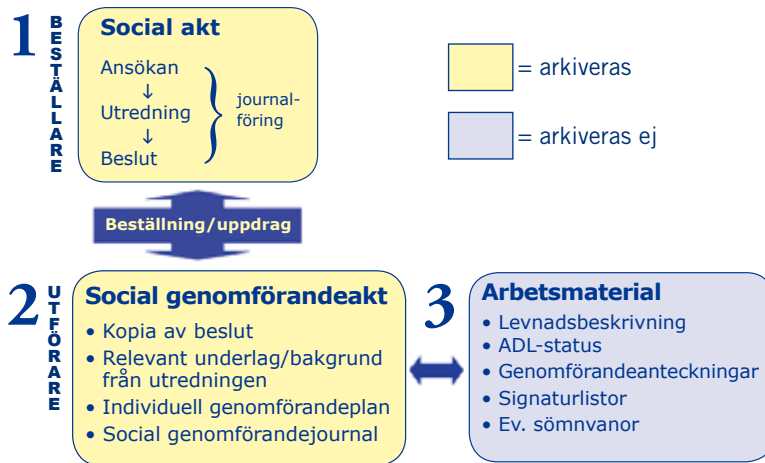 1
BESTÄLLARE
Social akt
Ansökan
↓
Utredning
↓
Beslut
journal-
föring
= arkiveras
= arkiveras ej
Beställning/uppdrag
2
UTFÖRARE
Social genomförandeakt
• Kopia av beslut
• Relevant underlag/bakgrund
från utredningen
• Individuell genomförandeplan
• Social genomförandejournal
3
Arbetsmaterial
• Levnadsbeskrivning
• ADL-status
• Genomförandeanteckningar
• Signaturlistor
• Ev. sömnvanor